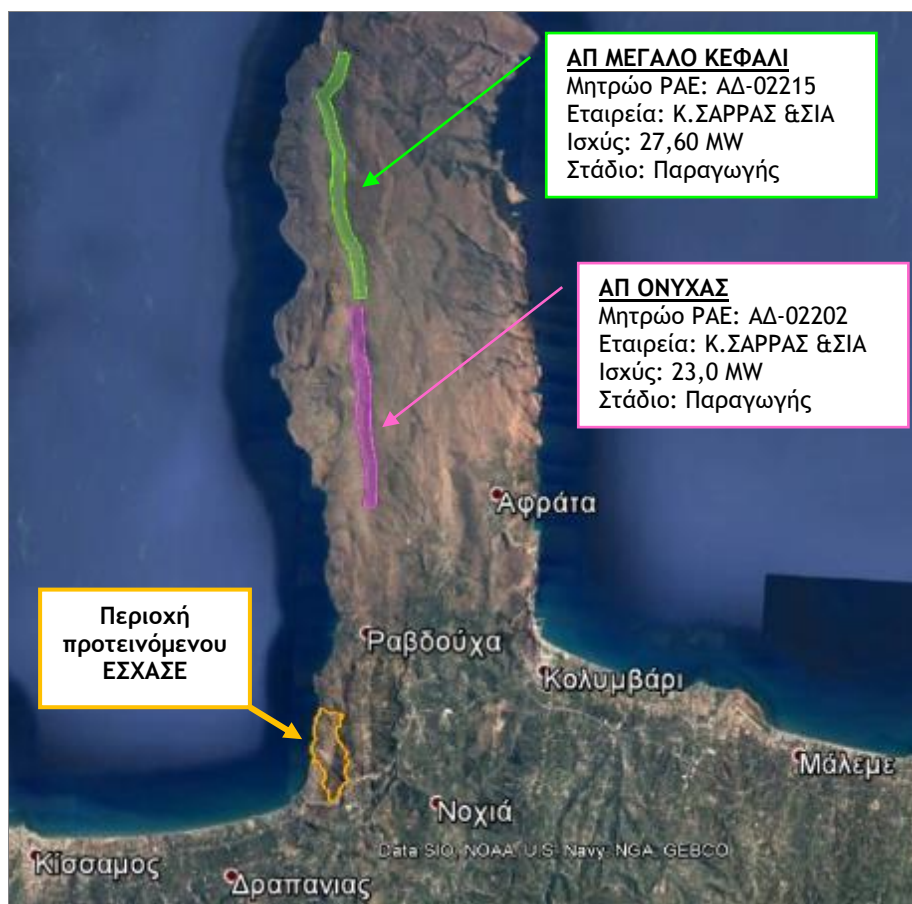 ΑΠ ΜΕΓΑΛΟ ΚΕΦΑΛΙ
Μητρώο ΡΑΕ: ΑΔ-02215
Εταιρεία: Κ.ΣΑΡΡΑΣ &ΣΙΑ
Ισχύς: 27,60 MW
Στάδιο: Παραγωγής
ΑΠ ΟΝΥΧΑΣ
Μητρώο ΡΑΕ: ΑΔ-02202
Εταιρεία: Κ.ΣΑΡΡΑΣ &ΣΙΑ
Ισχύς: 23,0 MW
Στάδιο: Παραγωγής
Αφράτα
Περιοχή
προτεινόμενου
ΕΣΧΑΣΕ
Ραβδούχα
Κολυμβάρι
Μάλεμε
Νοχιά
Data SIO, NOAA, U.S. Navy, NGA, GEBCO
Κίσσαμος
Δραπανιας